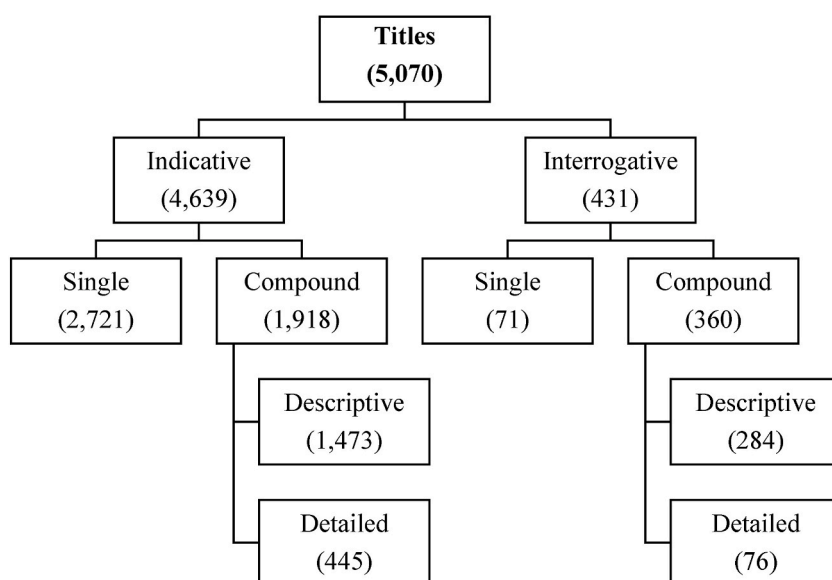 Titles
(5,070)
Indicative
(4,639)
Interrogative
(431)
Single
(2,721)
Compound
(1,918)
Single
(71)
Compound
(360)
Descriptive
(1,473)
Descriptive
(284)
Detailed
(445)
Detailed
(76)